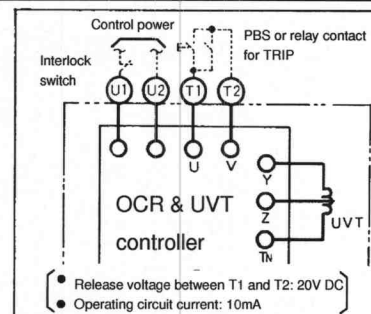 Control power
PBS or relay contact
for TRIP
Interlock
switch
U1 U2 T1 T2
U V
Y
OCR & UVT
controller
Z
UVT
TN
● Release voltage between T1 and T2: 20V DC
● Operating circuit current: 10mA